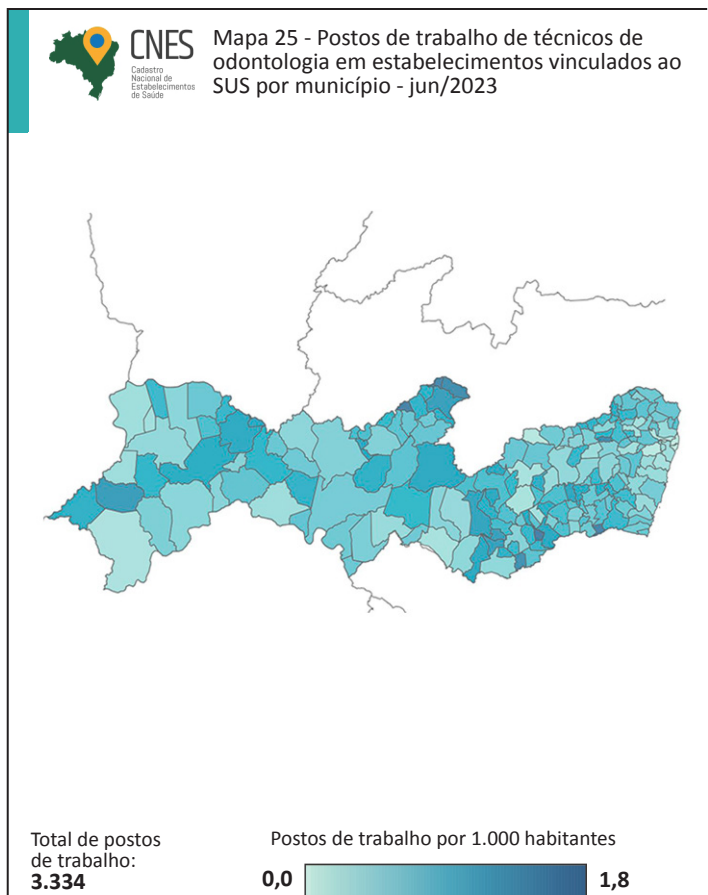 CNES
Cadastro
Nacional de
Estabelecimentos
de Saúde
Mapa 25 - Postos de trabalho de técnicos de
odontologia em estabelecimentos vinculados ao
SUS por município - jun/2023
Total de postos
de trabalho:
3.334
Postos de trabalho por 1.000 habitantes
0,0
1,8